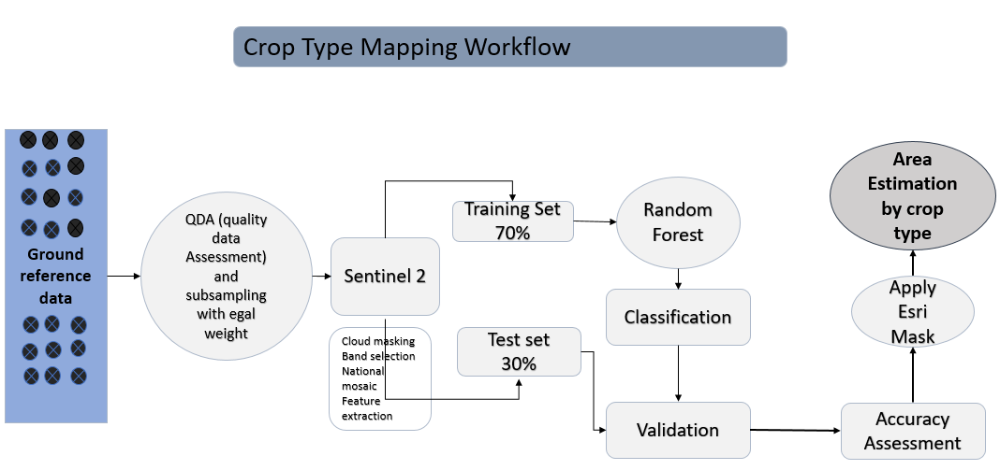 Crop Type Mapping Workflow
Ground
reference
data
QDA (quality
data
Assessment)
and
subsampling
with egal
weight
Sentinel 2
Cloud masking
Band selection
National
mosaic
Feature
extraction
Training Set
70%
Test set
30%
Random
Forest
Classification
Validation
Accuracy
Assessment
Apply
Esri
Mask
Area
Estimation
by crop
type